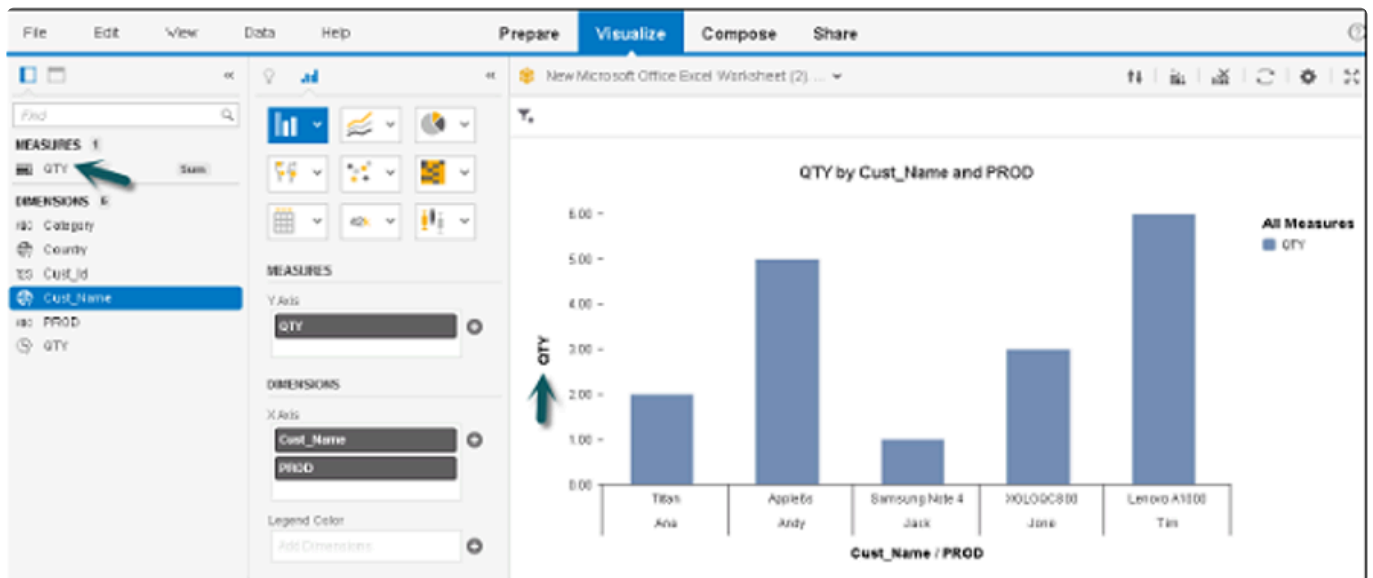 File Edit View Data Help Prepare Visualize Compose Share
New Microsoft Office Excel Worksheet (2). ...
Find
MEASURES 1
QTY Sum
DIMENSIONS 6
Category
Country
Cust_Id
Cust_Name
PROD
QTY
MEASURES
Y Axis
QTY
DIMENSIONS
X Axis
Cust_Name
PROD
Legend Color
Add Dimensions
QTY by Cust_Name and PROD
6.00
5.00
4.00
3.00
2.00
1.00
0.00
QTY
Titan Apple6s Samsung Note 4 Lenovo A1000
Ana Andy Jack Jone Tim
Cust_Name / PROD
All Measures
QTY